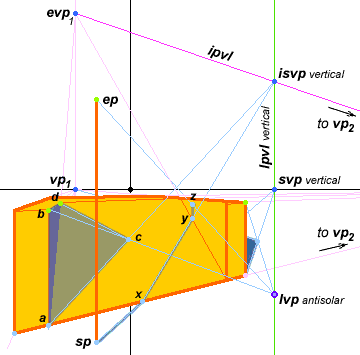 evp1
ipvl
isvp vertical
ep
lpvl vertical
to vp2
vp1
svp vertical
d
z
b
y
c
to vp2
x
lvp antisolar
a
sp